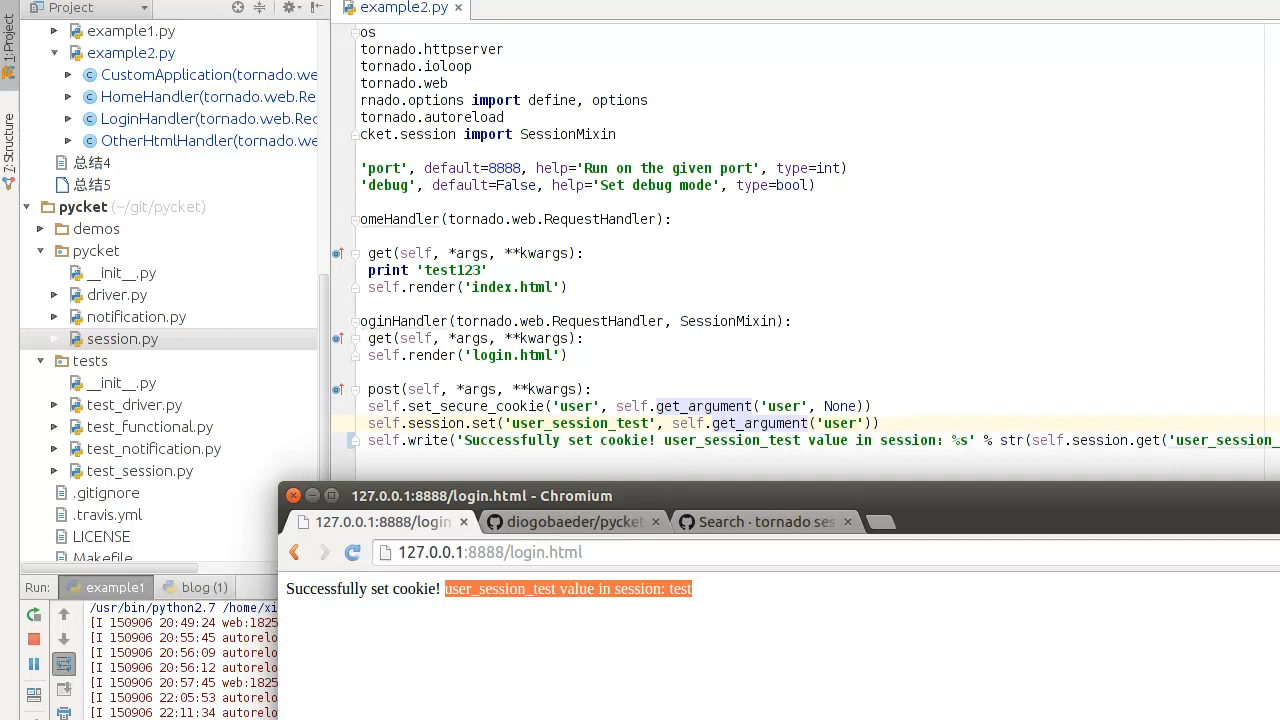 Project
example2.py
1: Project
7: Structure
example1.py
example2.py
CustomApplication(tornado.we
HomeHandler(tornado.web.Re
LoginHandler(tornado.web.Rec
OtherHtmlHandler(tornado.we
总结4
总结5
pycket (~/git/pycket)
demos
pycket
__init__.py
driver.py
notification.py
session.py
tests
__init__.py
test_driver.py
test_functional.py
test_notification.py
test_session.py
.gitignore
.travis.yml
LICENSE
Makefile
os
tornado.httpserver
tornado.ioloop
tornado.web
rnado.options import define, options
tornado.autoreload
cket.session import SessionMixin
'port', default=8888, help='Run on the given port', type=int)
'debug', default=False, help='Set debug mode', type=bool)
omeHandler(tornado.web.RequestHandler):
get(self, *args, **kwargs):
print 'test123'
self.render('index.html')
oginHandler(tornado.web.RequestHandler, SessionMixin):
get(self, *args, **kwargs):
self.render('login.html')
post(self, *args, **kwargs):
self.set_secure_cookie('user', self.get_argument('user', None))
self.session.set('user_session_test', self.get_argument('user'))
self.write('Successfully set cookie! user_session_test value in session: %s' % str(self.session.get('user_session_
Run: example1 blog (1)
/usr/bin/python2.7 /home/xi
[I 150906 20:49:24 web:1825
[I 150906 20:55:45 autorelo
[I 150906 20:56:09 autorelo
[I 150906 20:56:12 autorelo
[I 150906 20:57:45 web:1825
[I 150906 22:05:53 autorelo
[I 150906 22:11:34 autorelo
127.0.0.1:8888/login.html - Chromium
127.0.0.1:8888/login
diogobaeder/pycket
Search · tornado ses
127.0.0.1:8888/login.html
Successfully set cookie! user_session_test value in session: test